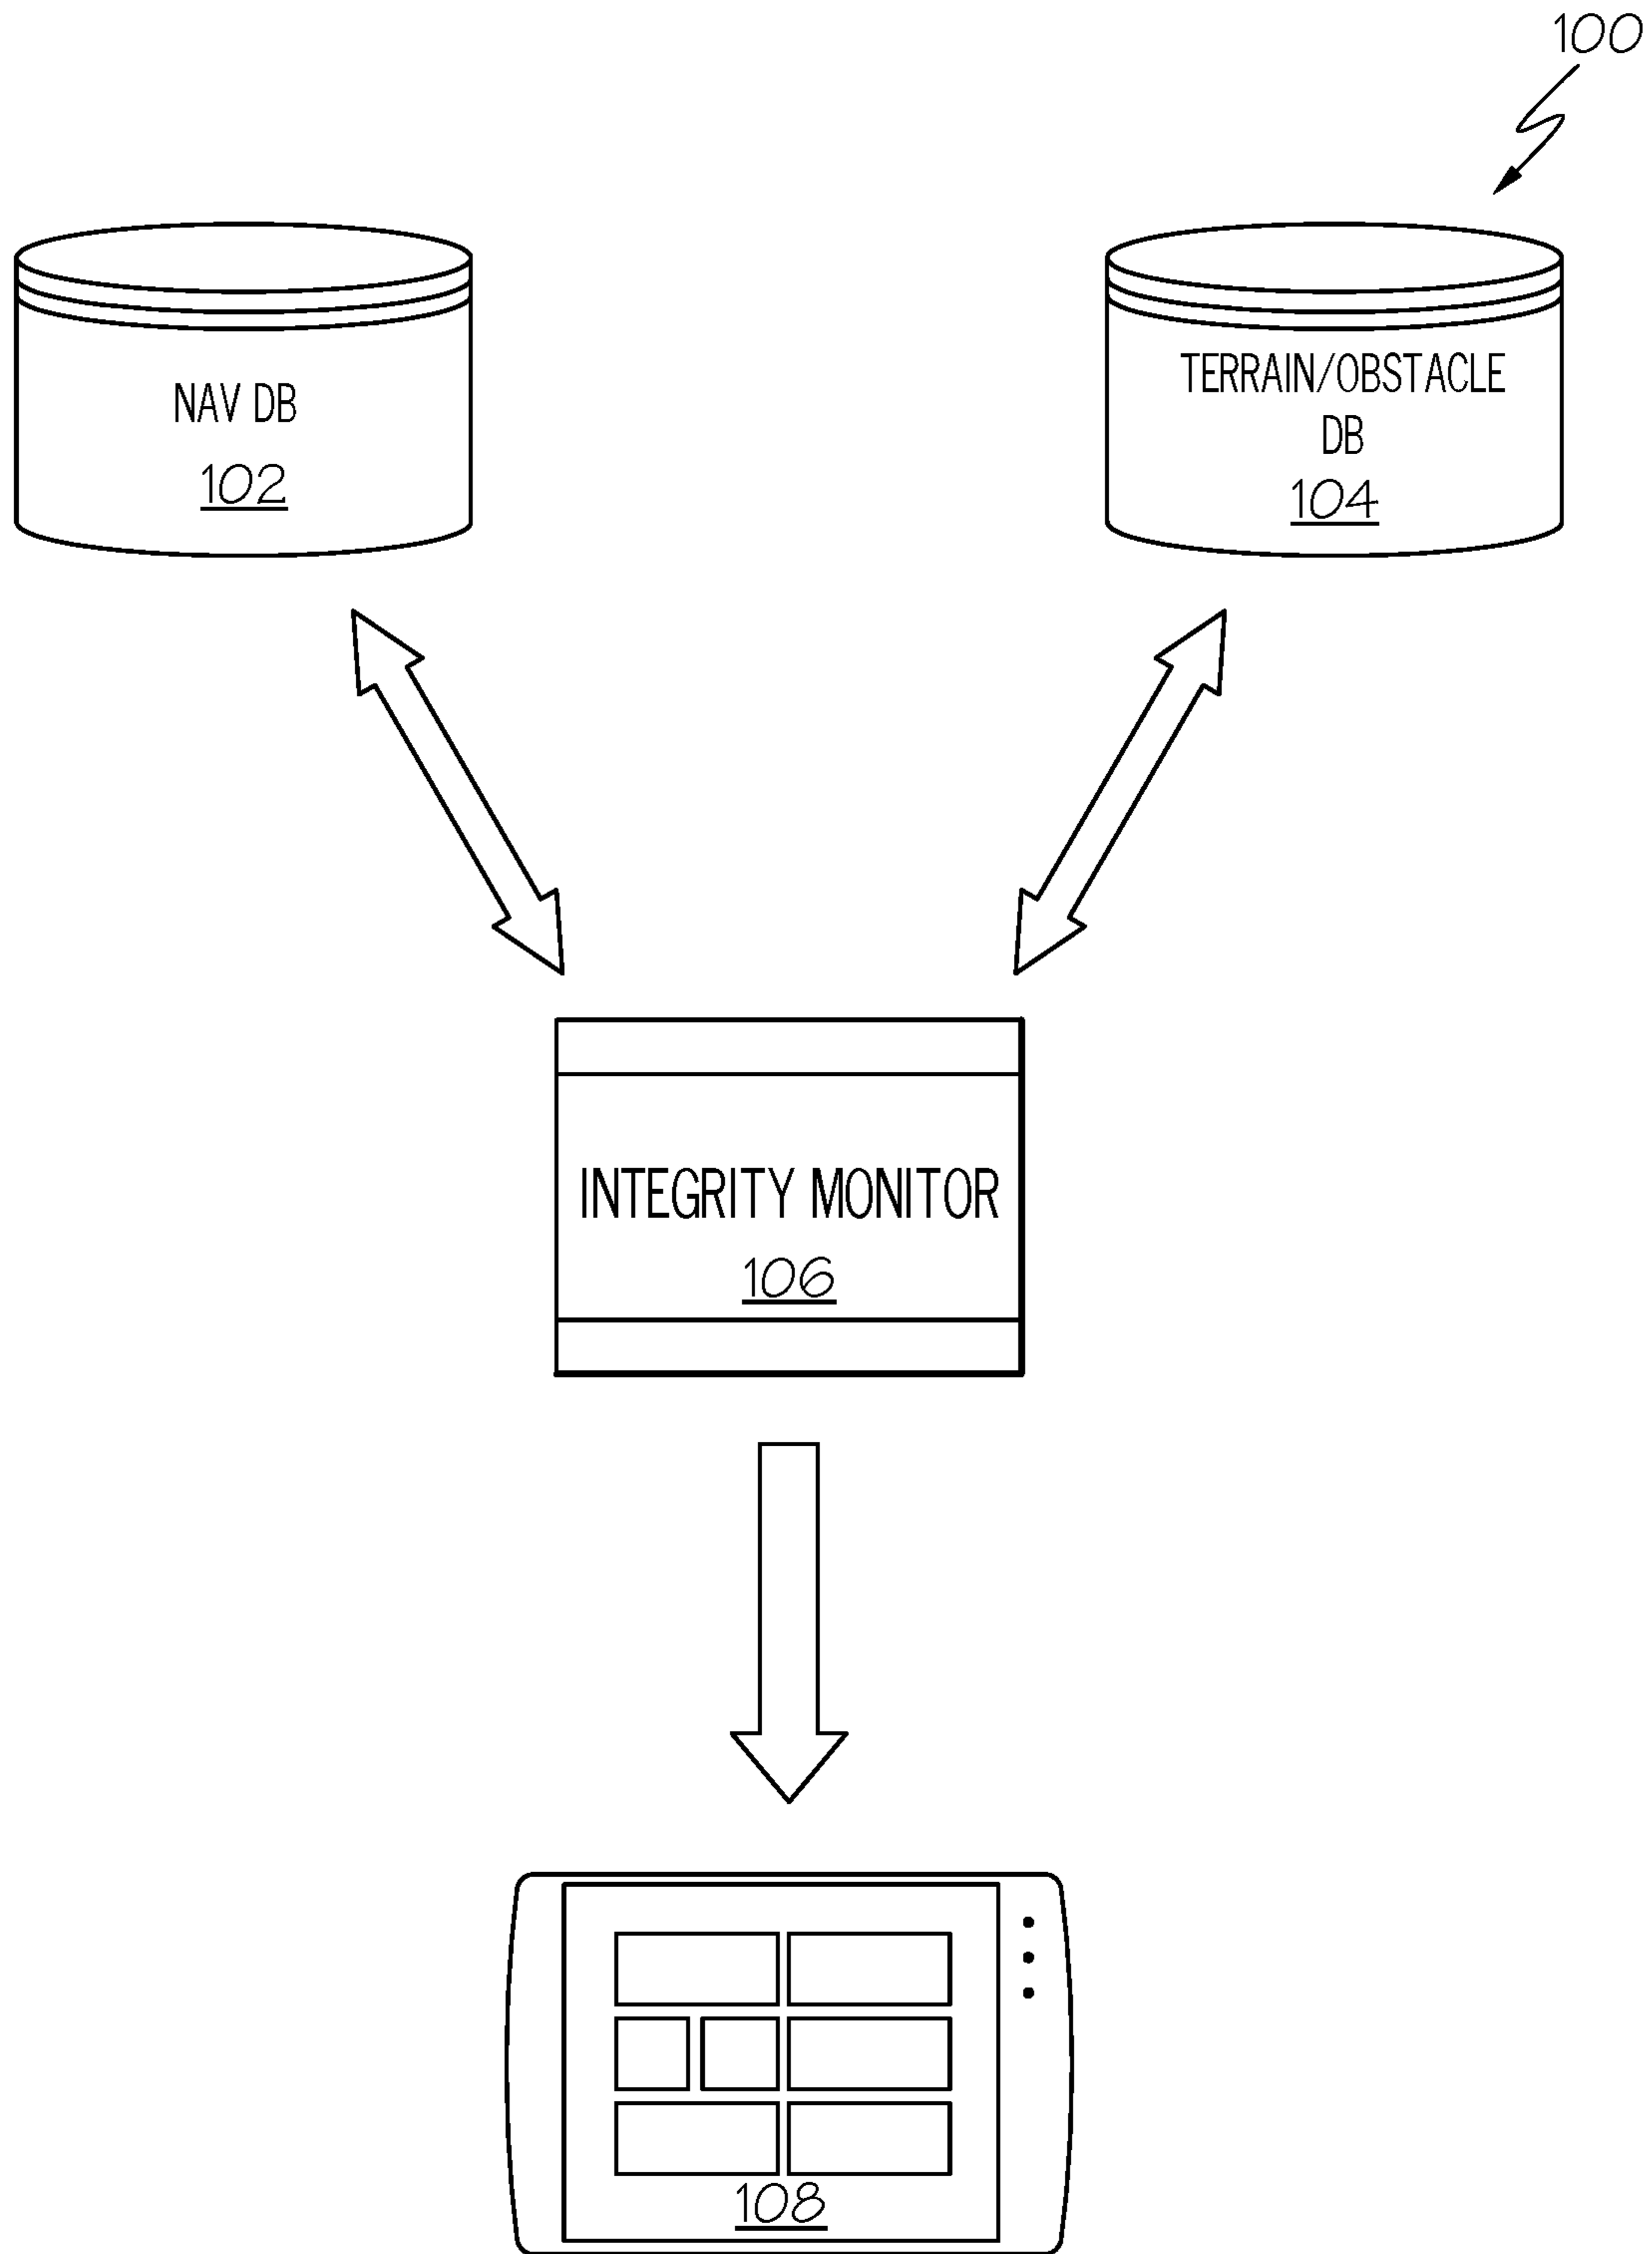 100
NAV DB
102
TERRAIN/OBSTACLE
DB
104
INTEGRITY MONITOR
106
108